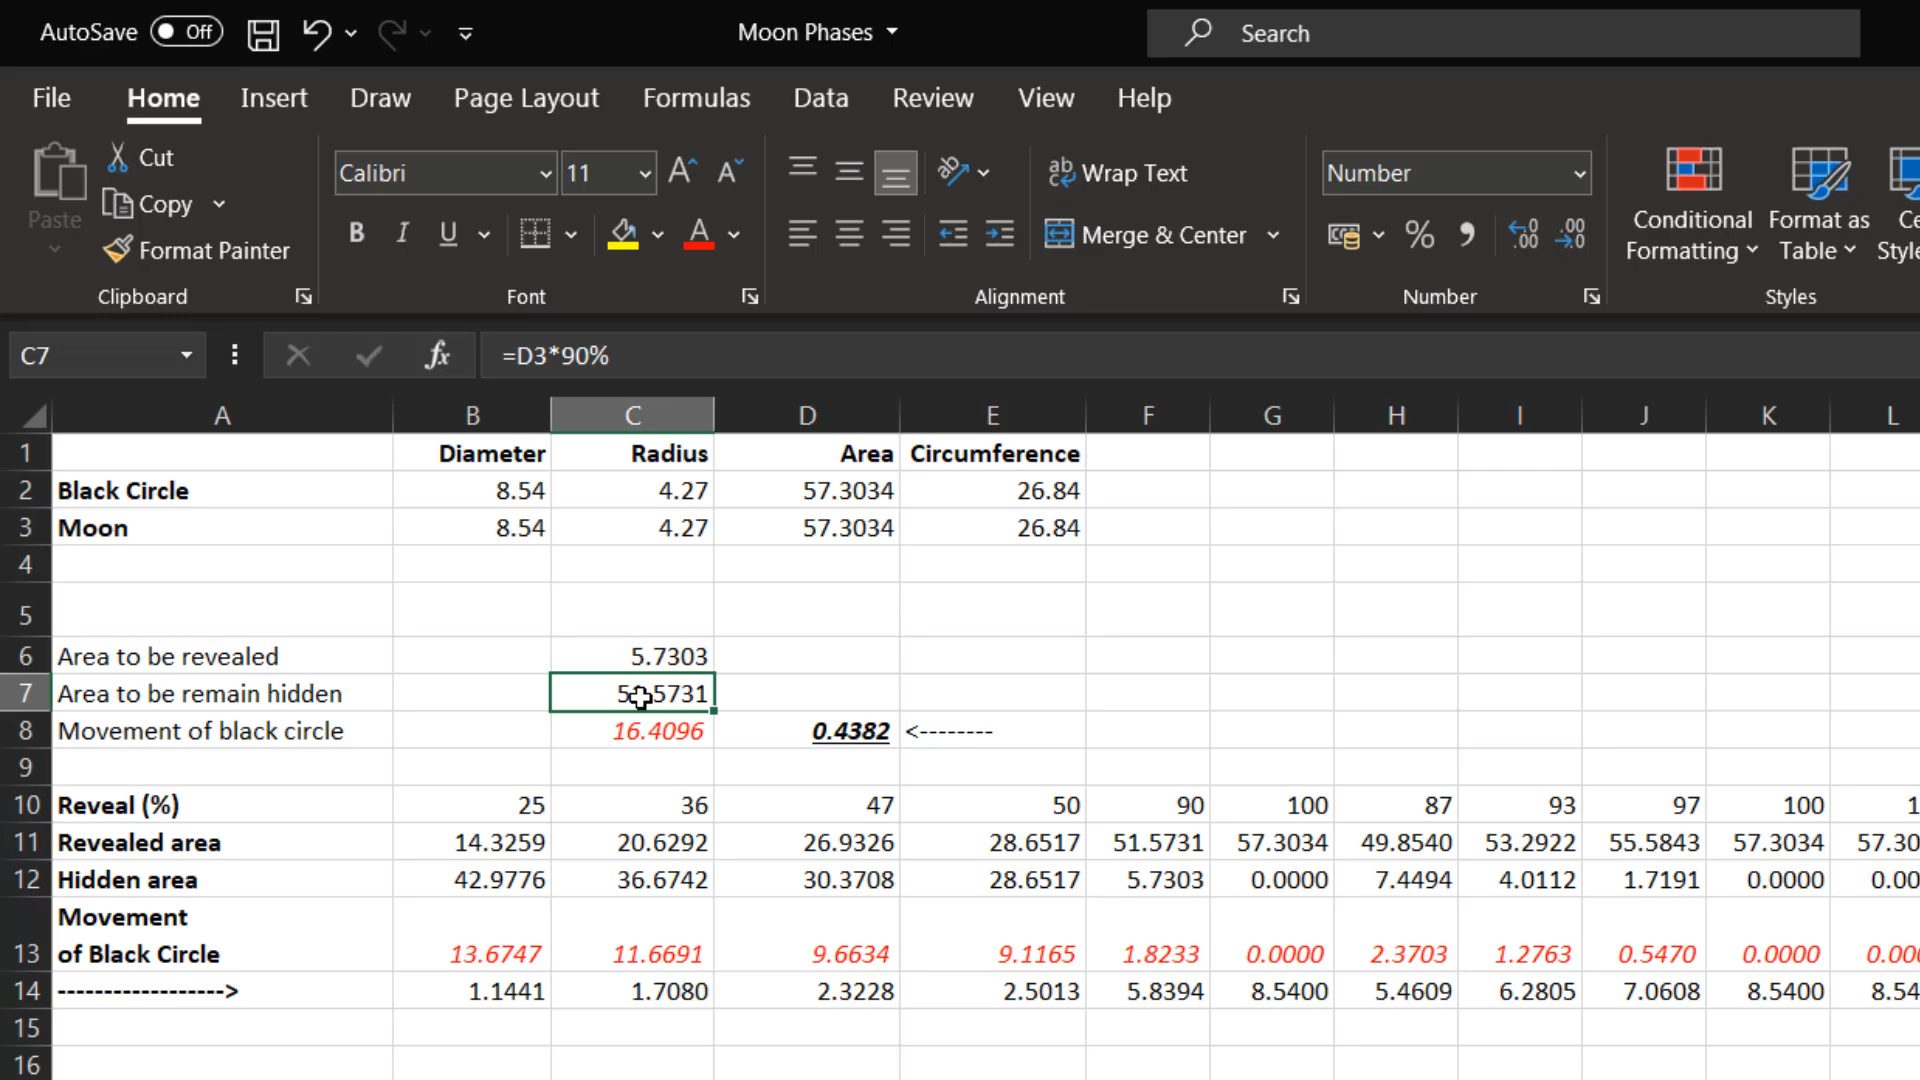 AutoSave Off Moon Phases Search
File Home Insert Draw Page Layout Formulas Data Review View Help
Paste Cut Copy Format Painter
Calibri 11
Wrap Text
Merge & Center
Number
Conditional Formatting Format as Table
Clipboard Font Alignment Number Styles
C7 fx =D3*90%
A B C D E F G H I J K L
1 Diameter Radius Area Circumference
2 Black Circle 8.54 4.27 57.3034 26.84
3 Moon 8.54 4.27 57.3034 26.84
4
5
6 Area to be revealed 5.7303
7 Area to be remain hidden
8 Movement of black circle 16.4096 0.4382 <--------
9
10 Reveal (%) 25 36 47 50 90 100 87 93 97 100
11 Revealed area 14.3259 20.6292 26.9326 28.6517 51.5731 57.3034 49.8540 53.2922 55.5843 57.3034
12 Hidden area 42.9776 36.6742 30.3708 28.6517 5.7303 0.0000 7.4494 4.0112 1.7191 0.0000
Movement
13 of Black Circle 13.6747 11.6691 9.6634 9.1165 1.8233 0.0000 2.3703 1.2763 0.5470 0.0000
14 ------------------> 1.1441 1.7080 2.3228 2.5013 5.8394 8.5400 5.4609 6.2805 7.0608 8.5400
15
16